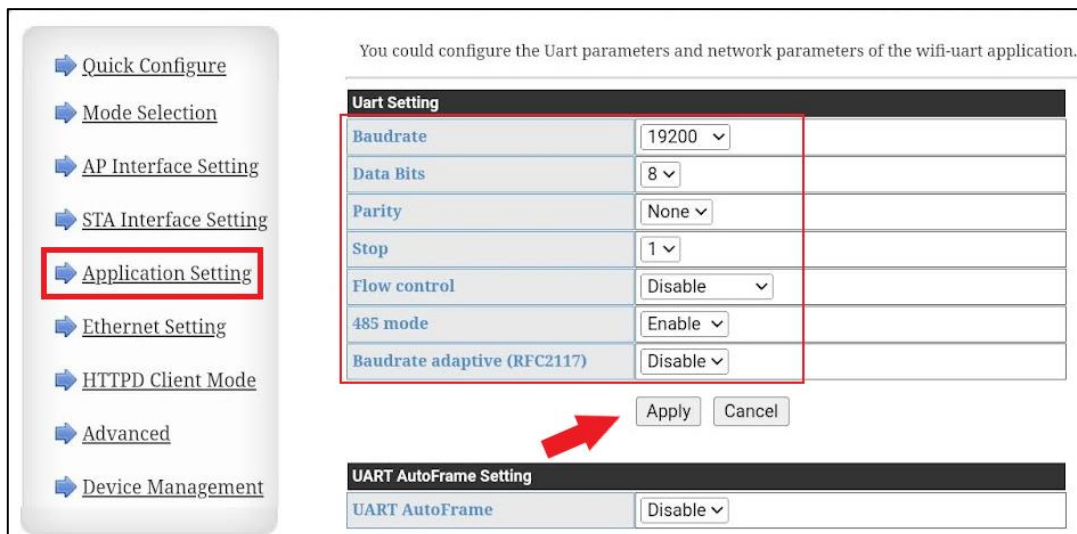 Quick Configure
Mode Selection
AP Interface Setting
STA Interface Setting
Application Setting
Ethernet Setting
HTTPD Client Mode
Advanced
Device Management
You could configure the Uart parameters and network parameters of the wifi-uart application.
Uart Setting
Baudrate 19200
Data Bits 8
Parity None
Stop 1
Flow control Disable
485 mode Enable
Baudrate adaptive (RFC2117) Disable
Apply Cancel
UART AutoFrame Setting
UART AutoFrame Disable